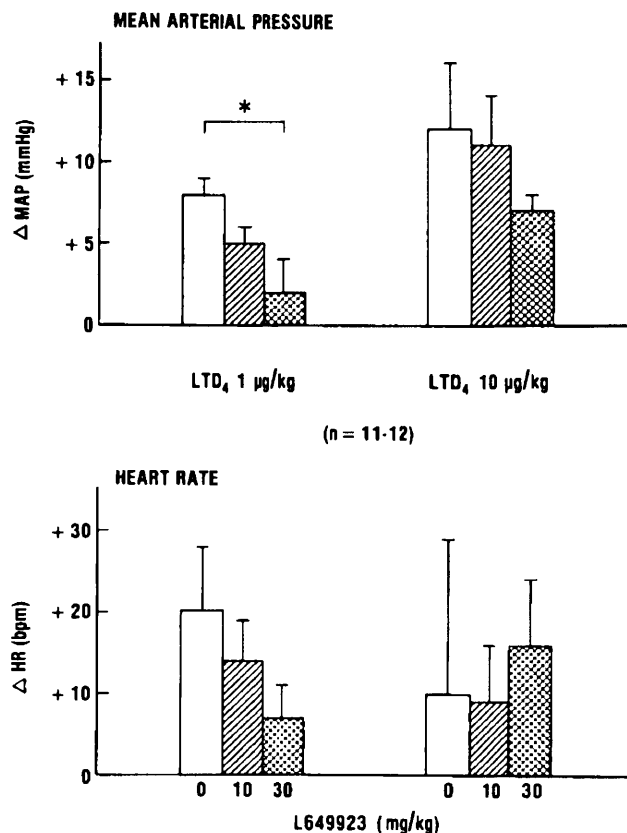 MEAN ARTERIAL PRESSURE
+ 15
*
+ 10
Δ MAP (mmHg)
+ 5
0
LTD₄ 1 µg/kg LTD₄ 10 µg/kg
(n = 11-12)
HEART RATE
+ 30
+ 20
Δ HR (bpm)
+ 10
0
0 10 30 0 10 30
L649923 (mg/kg)